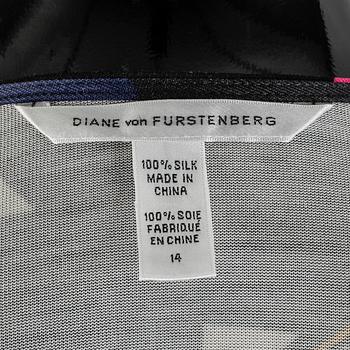 DIANE von FURSTENBERG
100% SILK
MADE IN
CHINA
100% SOIE
FABRIQUÉ
EN CHINE
14